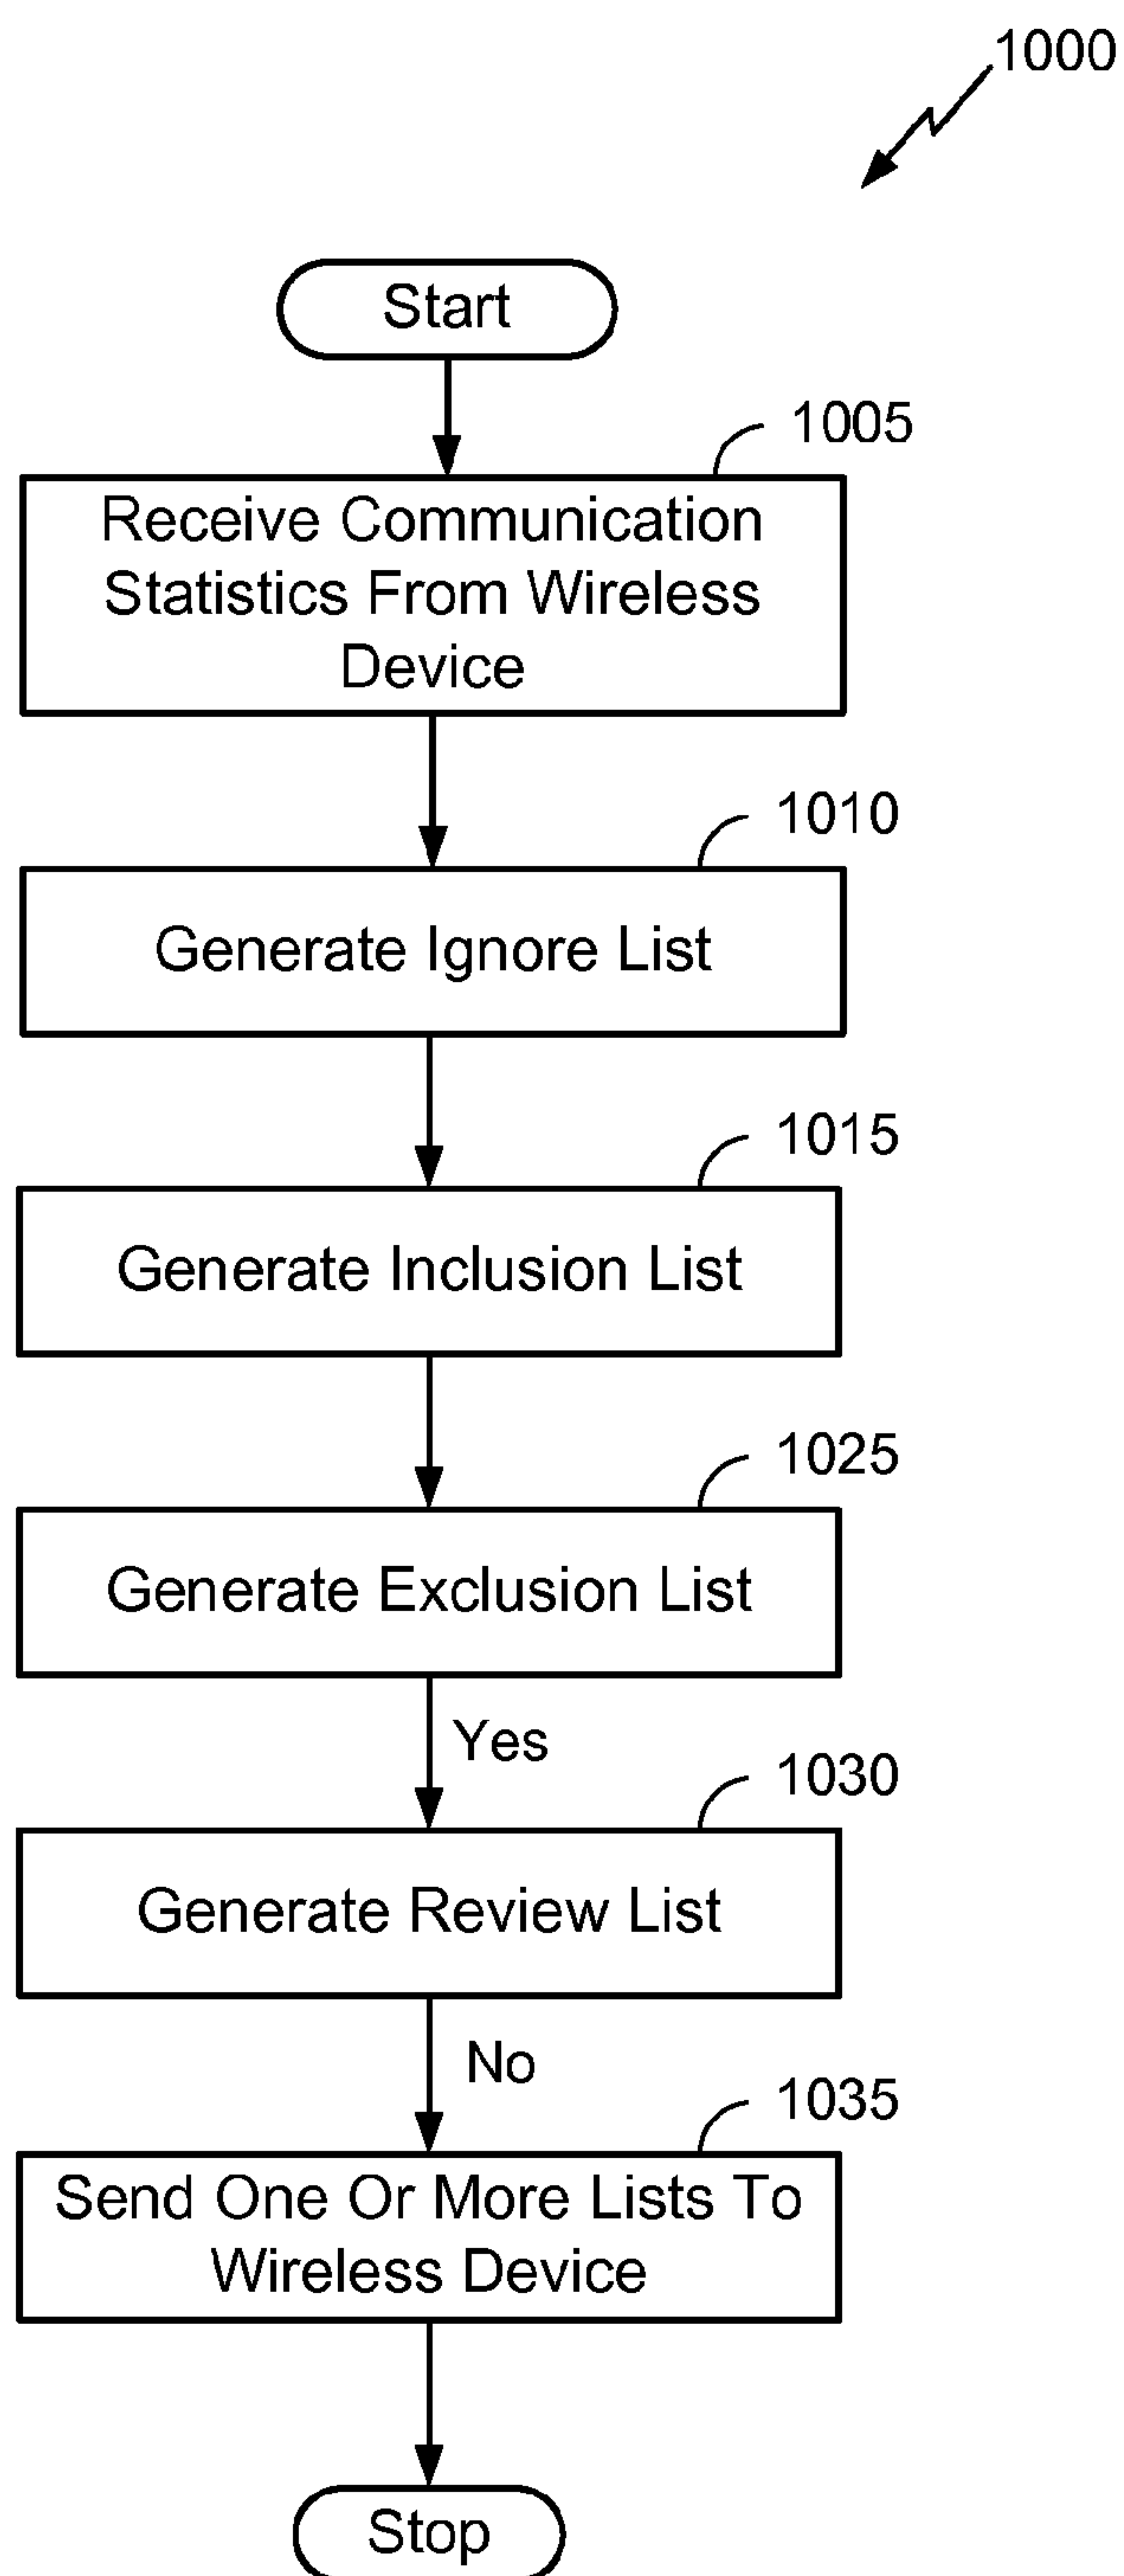 1000
Start
1005
Receive Communication
Statistics From Wireless
Device
1010
Generate Ignore List
1015
Generate Inclusion List
1025
Generate Exclusion List
Yes
1030
Generate Review List
No
1035
Send One Or More Lists To
Wireless Device
Stop